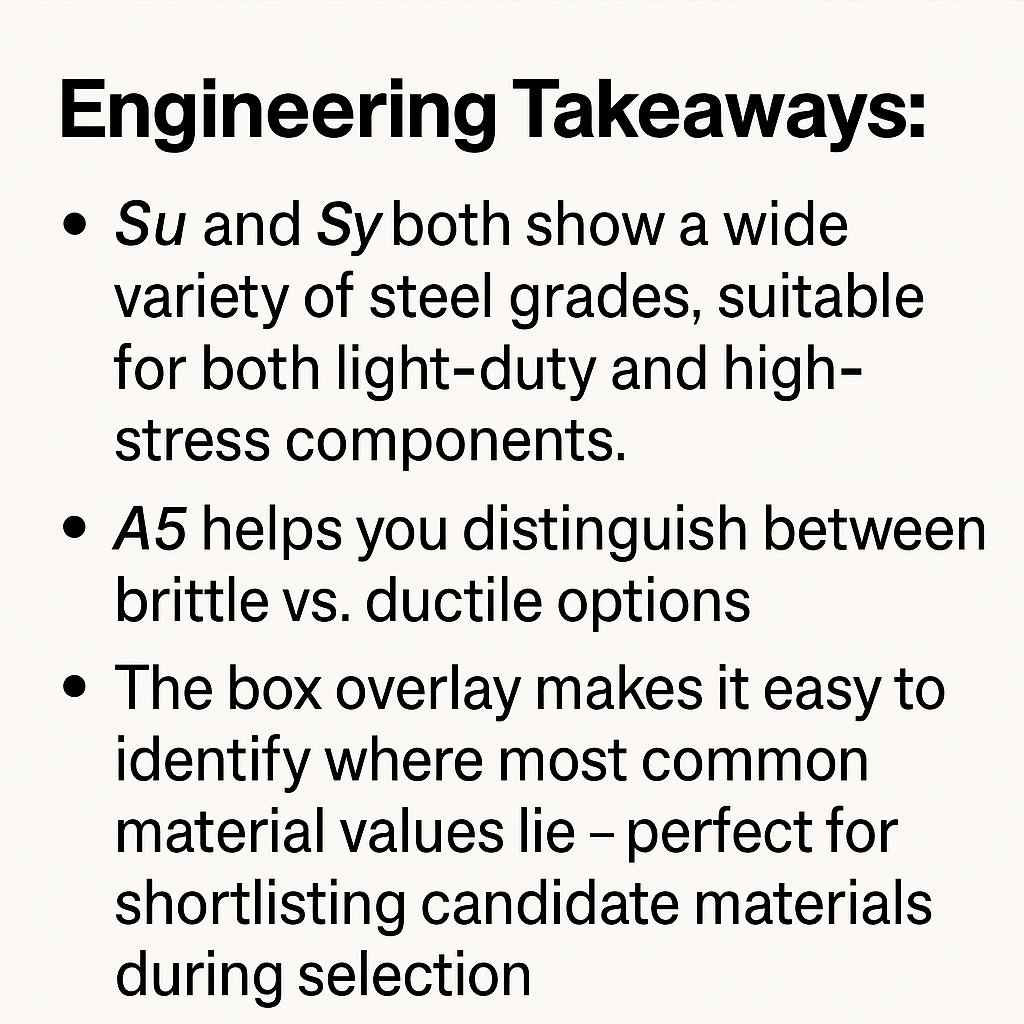 Engineering Takeaways:
• Su and Sy both show a wide
variety of steel grades, suitable
for both light-duty and high-
stress components.
• A5 helps you distinguish between
brittle vs. ductile options
• The box overlay makes it easy to
identify where most common
material values lie – perfect for
shortlisting candidate materials
during selection